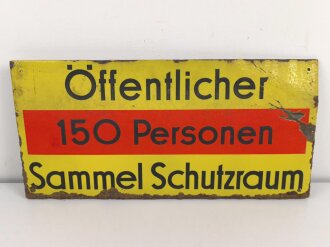 Öffentlicher
150 Personen
Sammel Schutzraum